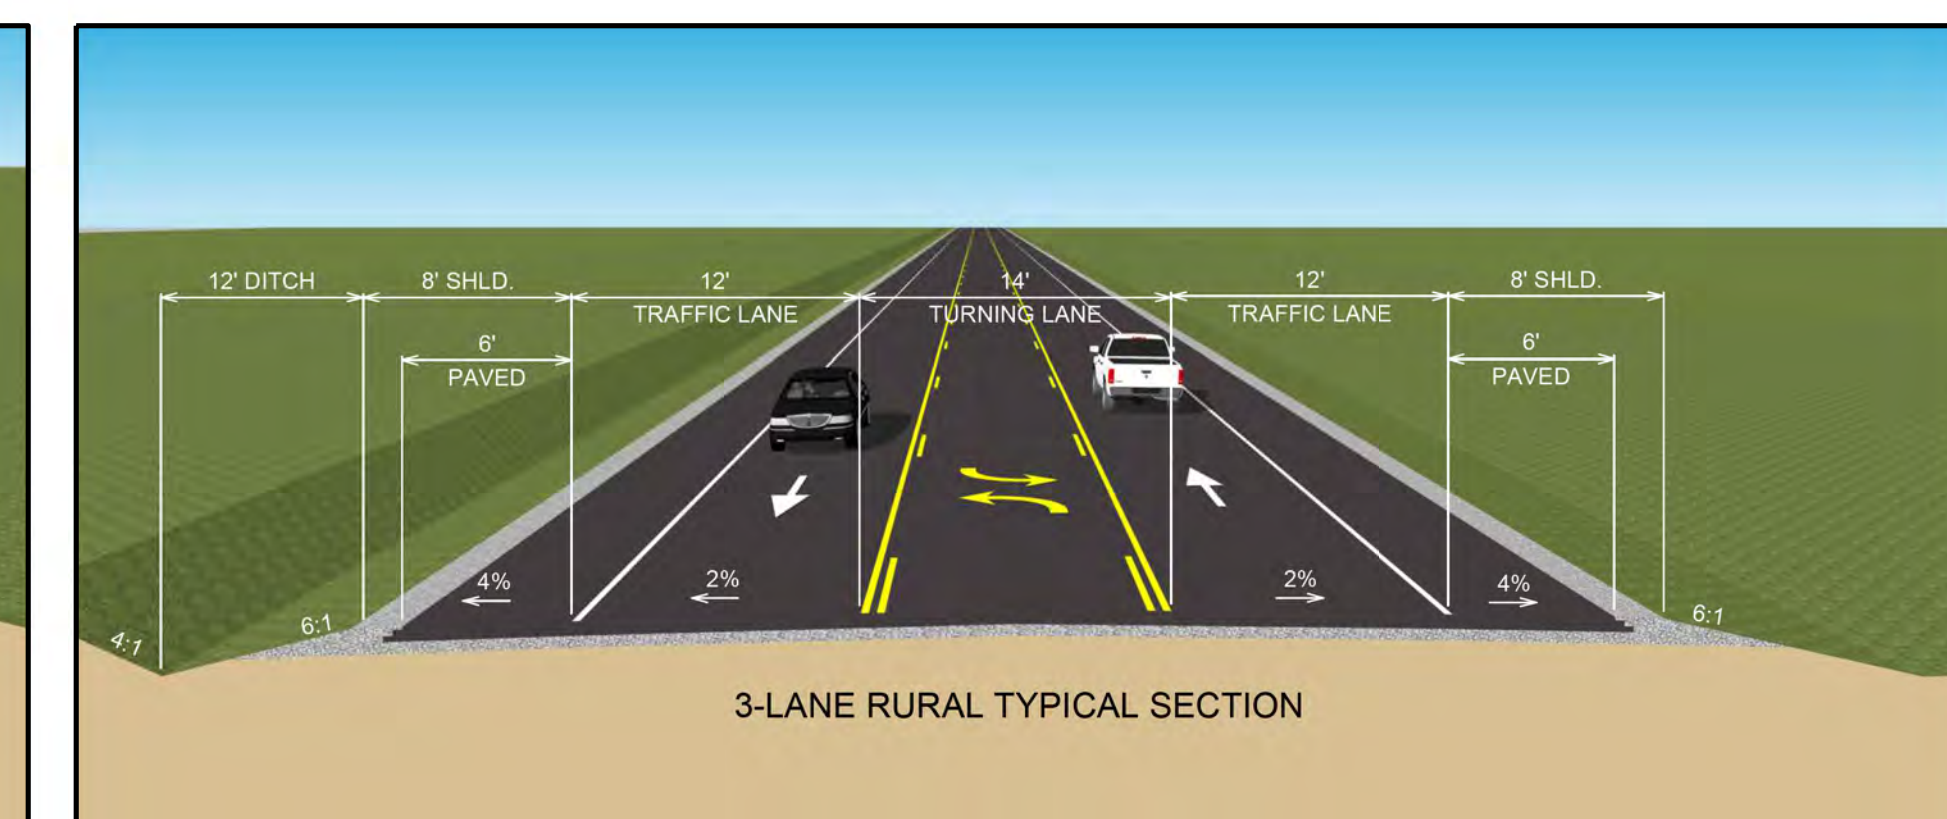 12' DITCH
8' SHLD.
12'
TRAFFIC LANE
14'
TURNING LANE
12'
TRAFFIC LANE
8' SHLD.
6'
PAVED
6'
PAVED
4%
2%
2%
4%
4:1
6:1
6:1
3-LANE RURAL TYPICAL SECTION